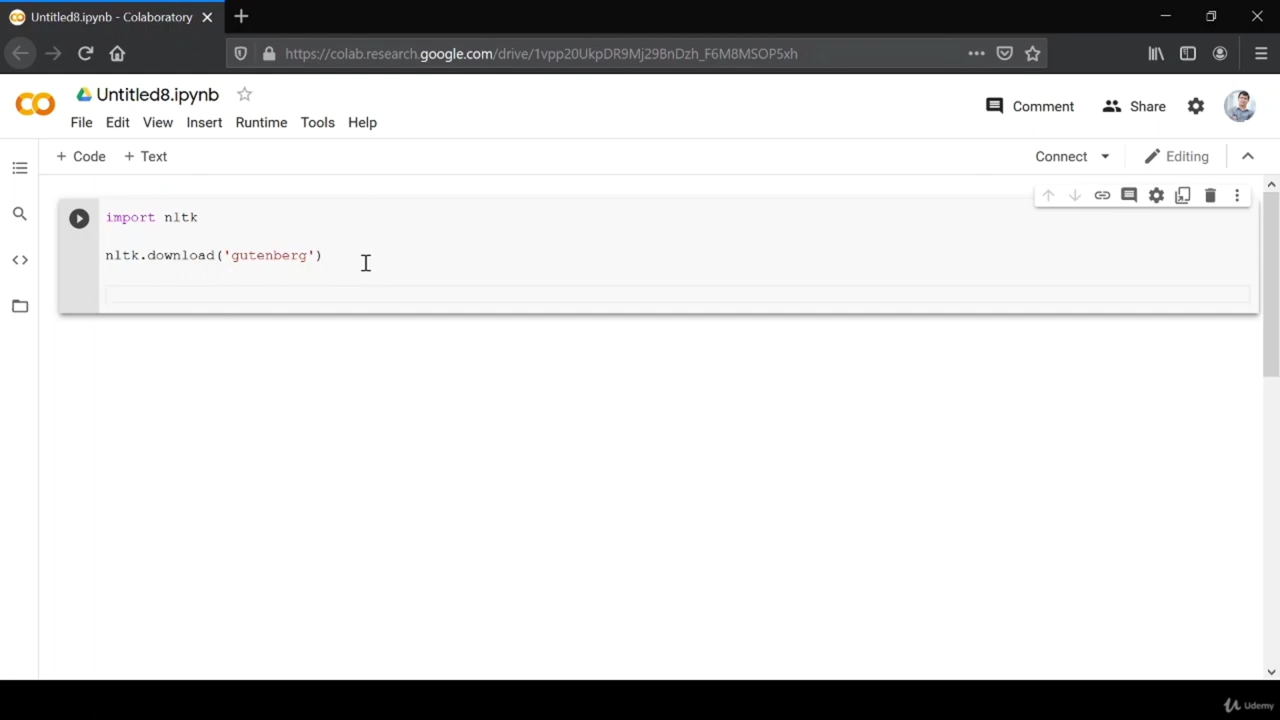 Untitled8.ipynb - Colaboratory
https://colab.research.google.com/drive/1vpp20UkpDR9Mj29BnDzh_F6M8MSOP5xh
Untitled8.ipynb
Comment
Share
File Edit View Insert Runtime Tools Help
+ Code + Text
Connect
Editing
import nltk
nltk.download('gutenberg')
Udemy